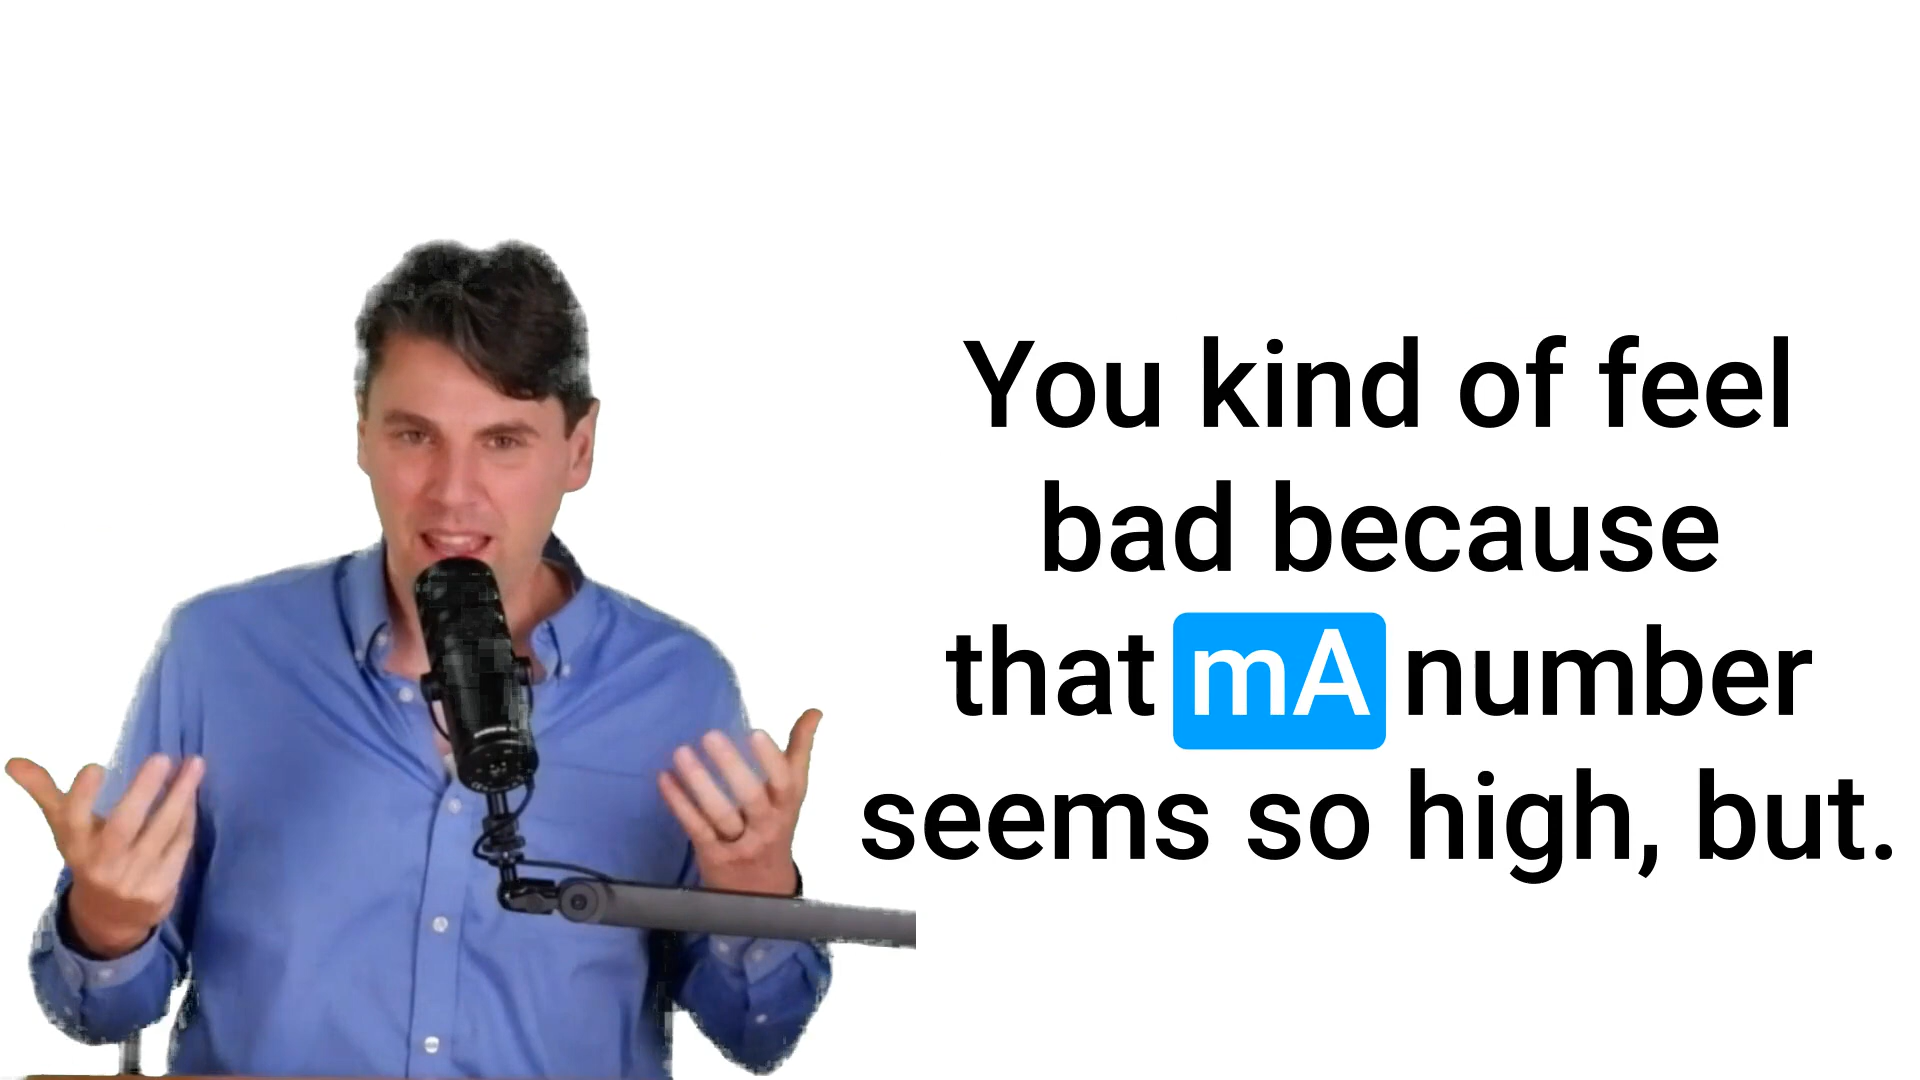 You kind of feel
bad because
that mA number
seems so high, but.